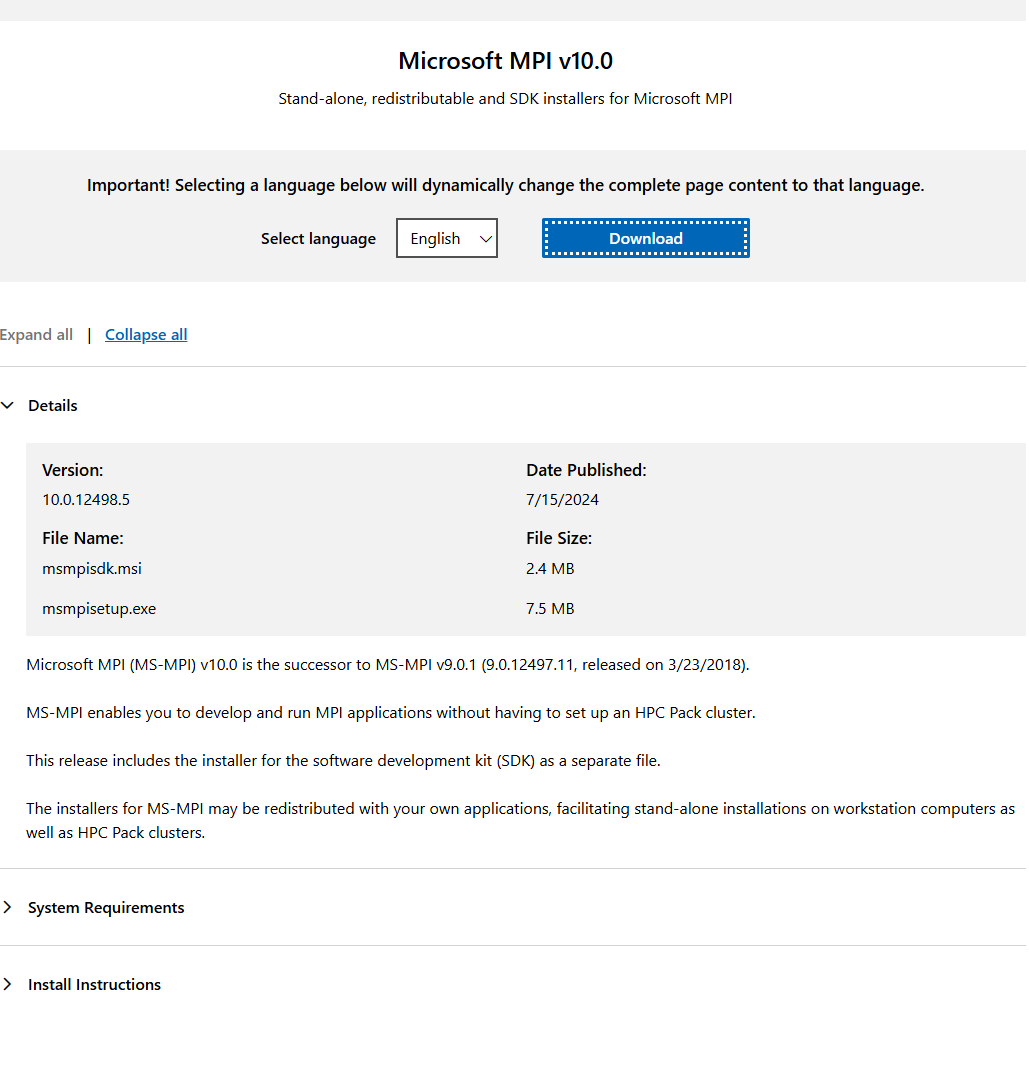 Microsoft MPI v10.0
Stand-alone, redistributable and SDK installers for Microsoft MPI
Important! Selecting a language below will dynamically change the complete page content to that language.
Select language English Download
Expand all | Collapse all
Details
Version: Date Published:
10.0.12498.5 7/15/2024
File Name: File Size:
msmpisdk.msi 2.4 MB
msmpisetup.exe 7.5 MB
Microsoft MPI (MS-MPI) v10.0 is the successor to MS-MPI v9.0.1 (9.0.12497.11, released on 3/23/2018).
MS-MPI enables you to develop and run MPI applications without having to set up an HPC Pack cluster.
This release includes the installer for the software development kit (SDK) as a separate file.
The installers for MS-MPI may be redistributed with your own applications, facilitating stand-alone installations on workstation computers as
well as HPC Pack clusters.
System Requirements
Install Instructions